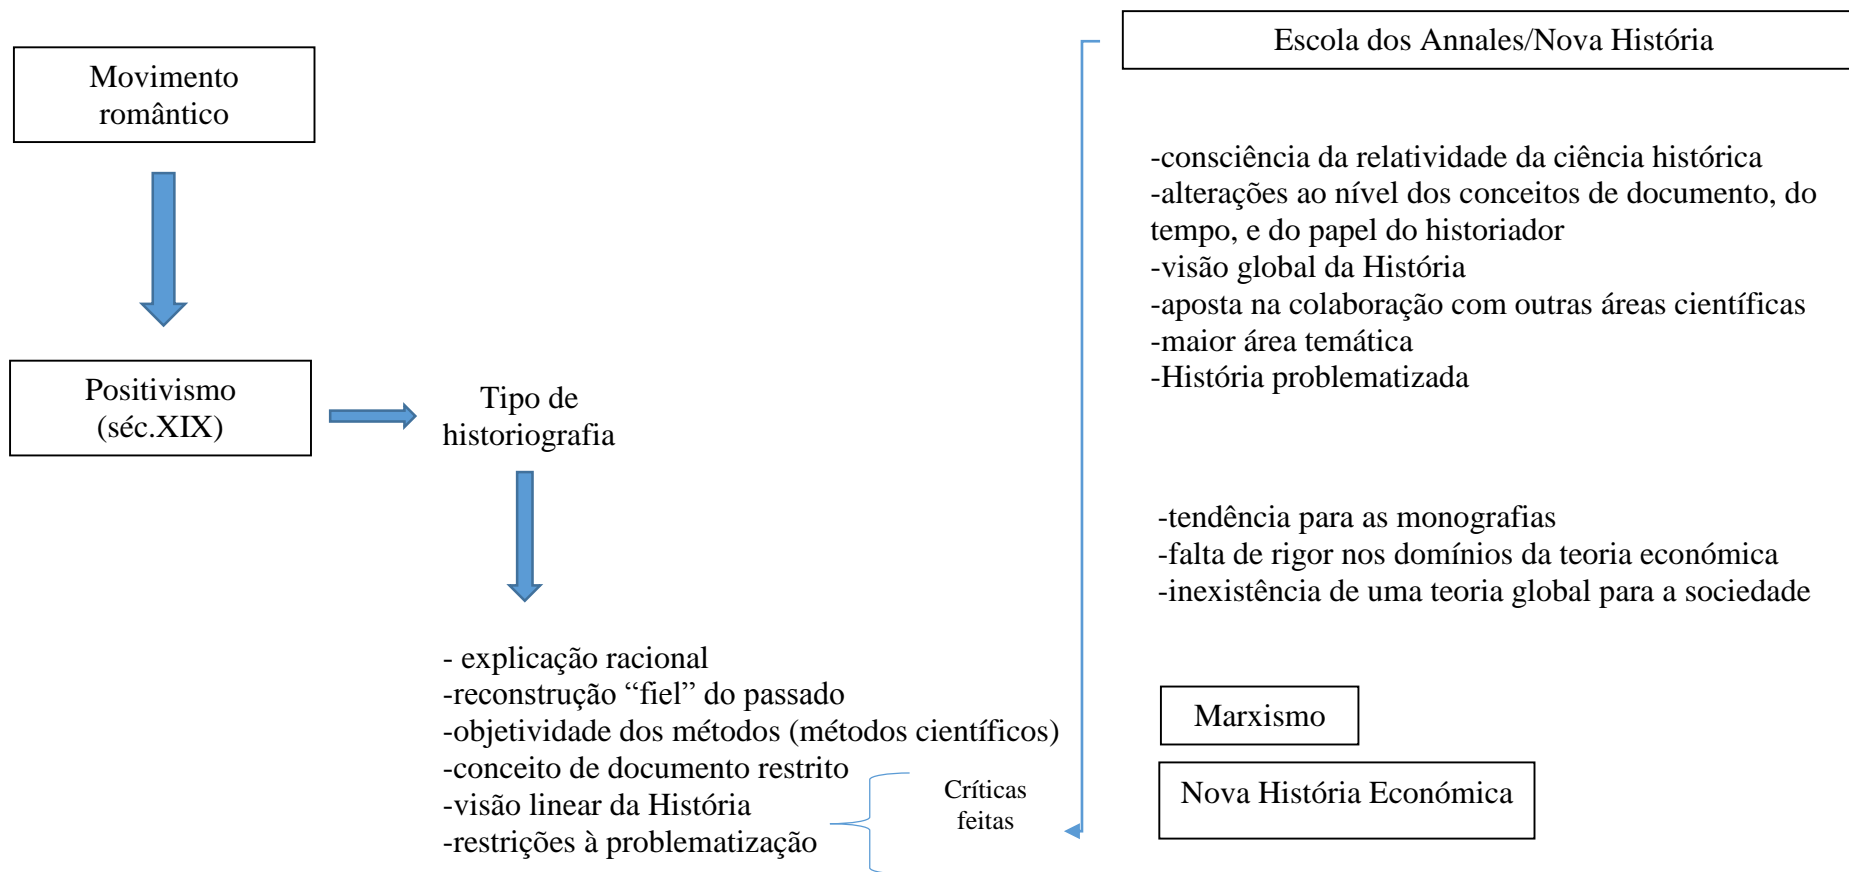 Movimento
romântico
Positivismo
(séc.XIX)
Tipo de
historiografia
- explicação racional
-reconstrução “fiel” do passado
-objetividade dos métodos (métodos científicos)
-conceito de documento restrito
-visão linear da História
-restrições à problematização
Críticas
feitas
Escola dos Annales/Nova História
-consciência da relatividade da ciência histórica
-alterações ao nível dos conceitos de documento, do
tempo, e do papel do historiador
-visão global da História
-aposta na colaboração com outras áreas científicas
-maior área temática
-História problematizada
-tendência para as monografias
-falta de rigor nos domínios da teoria económica
-inexistência de uma teoria global para a sociedade
Marxismo
Nova História Económica